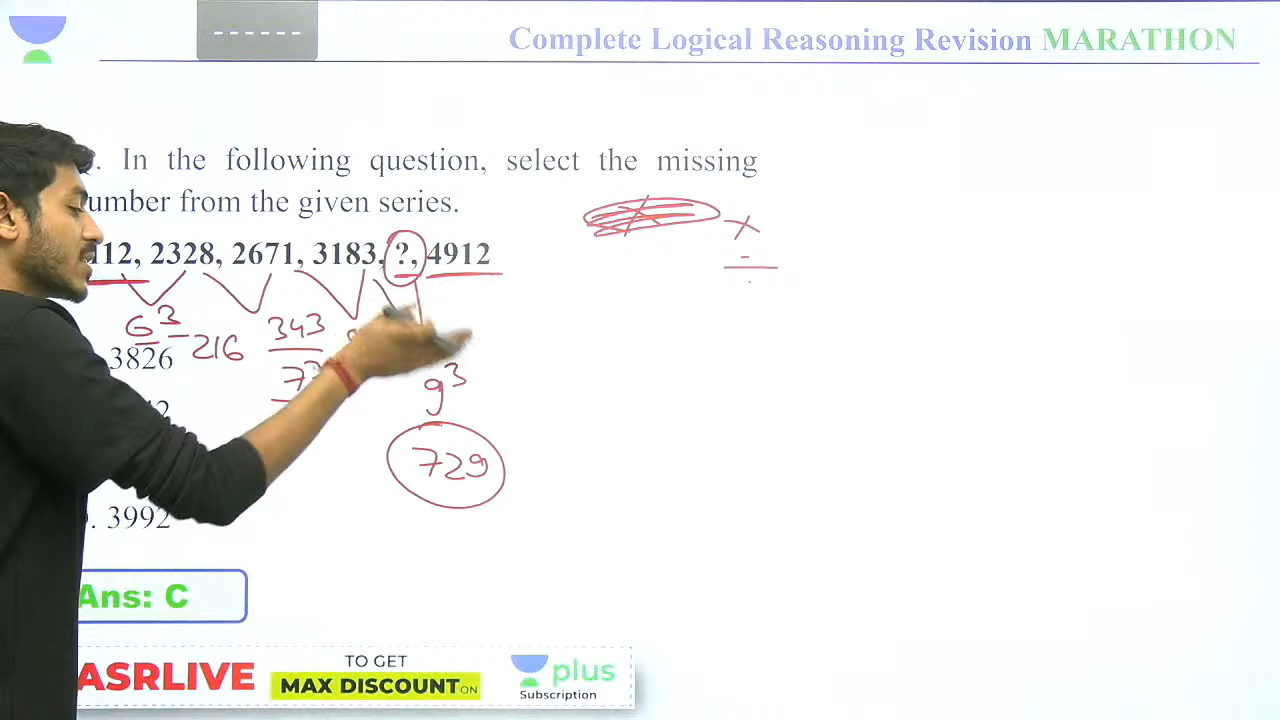 Complete Logical Reasoning Revision MARATHON
. In the following question, select the missing
umber from the given series.
112, 2328, 2671, 3183, ?, 4912
6³ 216 343
7³
9³
729
3826
2
. 3992
Ans: C
ASRLIVE
TO GET
MAX DISCOUNT ON
plus
Subscription